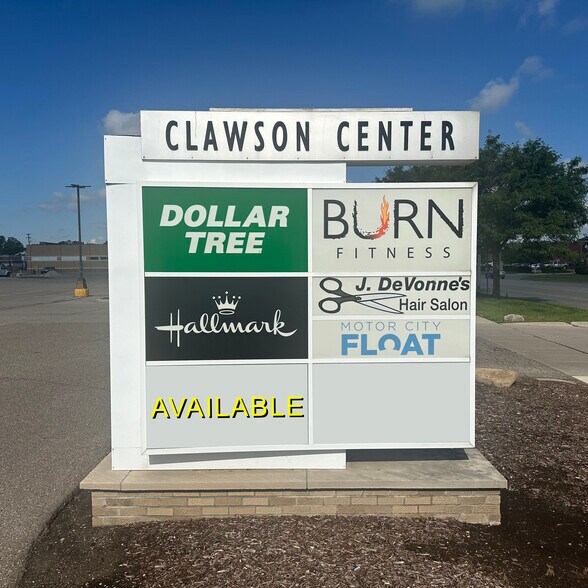 CLAWSON CENTER
DOLLAR
TREE
BURN
FITNESS
Hallmark
J. DeVonne's
Hair Salon
MOTOR CITY
FLOAT
AVAILABLE